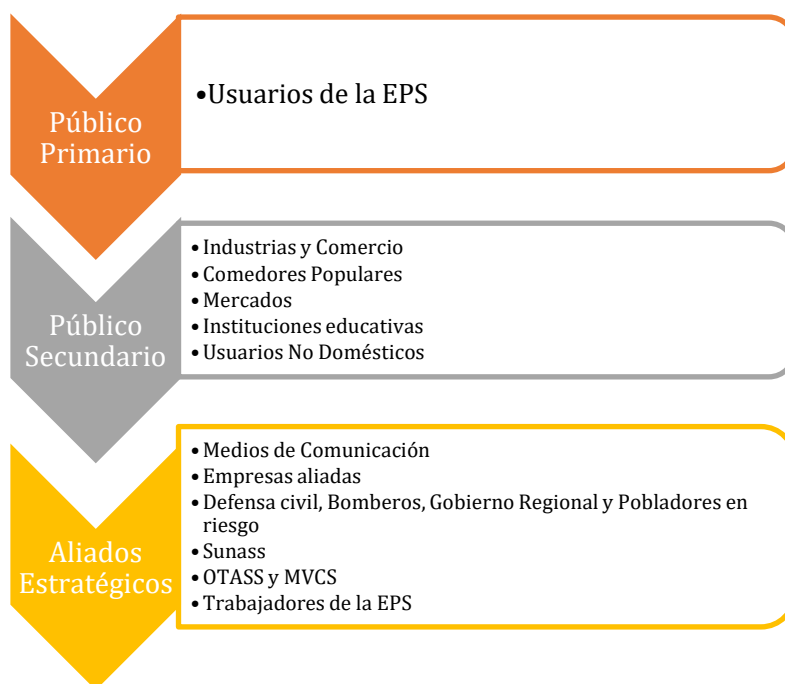 Público
Primario
•Usuarios de la EPS
Público
Secundario
•Industrias y Comercio
•Comedores Populares
•Mercados
•Instituciones educativas
•Usuarios No Domésticos
Aliados
Estratégicos
•Medios de Comunicación
•Empresas aliadas
•Defensa civil, Bomberos, Gobierno Regional y Pobladores en
riesgo
•Sunass
•OTASS y MVCS
•Trabajadores de la EPS